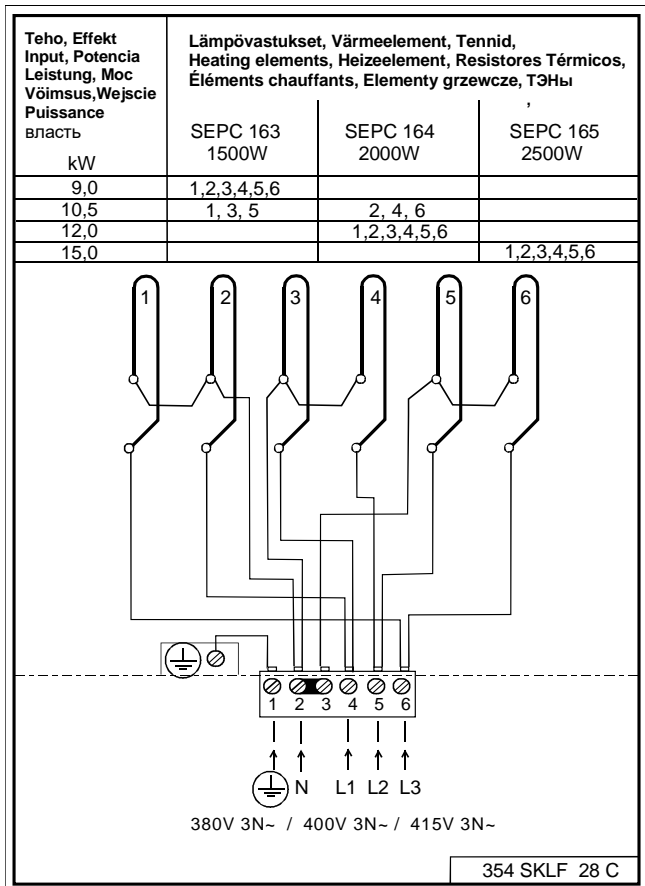 Teho, Effekt
Input, Potencia
Leistung, Moc
Vöimsus,Wejscie
Puissance
власть
kW
Lämpövastukset, Värmeelement, Tennid,
Heating elements, Heizeelement, Resistores Térmicos,
Éléments chauffants, Elementy grzewcze, ТЭНы
,
SEPC 163 SEPC 164 SEPC 165
1500W 2000W 2500W
9,0 1,2,3,4,5,6
10,5 1, 3, 5 2, 4, 6
12,0 1,2,3,4,5,6
15,0 1,2,3,4,5,6
1 2 3 4 5 6
1 2 3 4 5 6
N L1 L2 L3
380V 3N~ / 400V 3N~ / 415V 3N~
354 SKLF 28 C